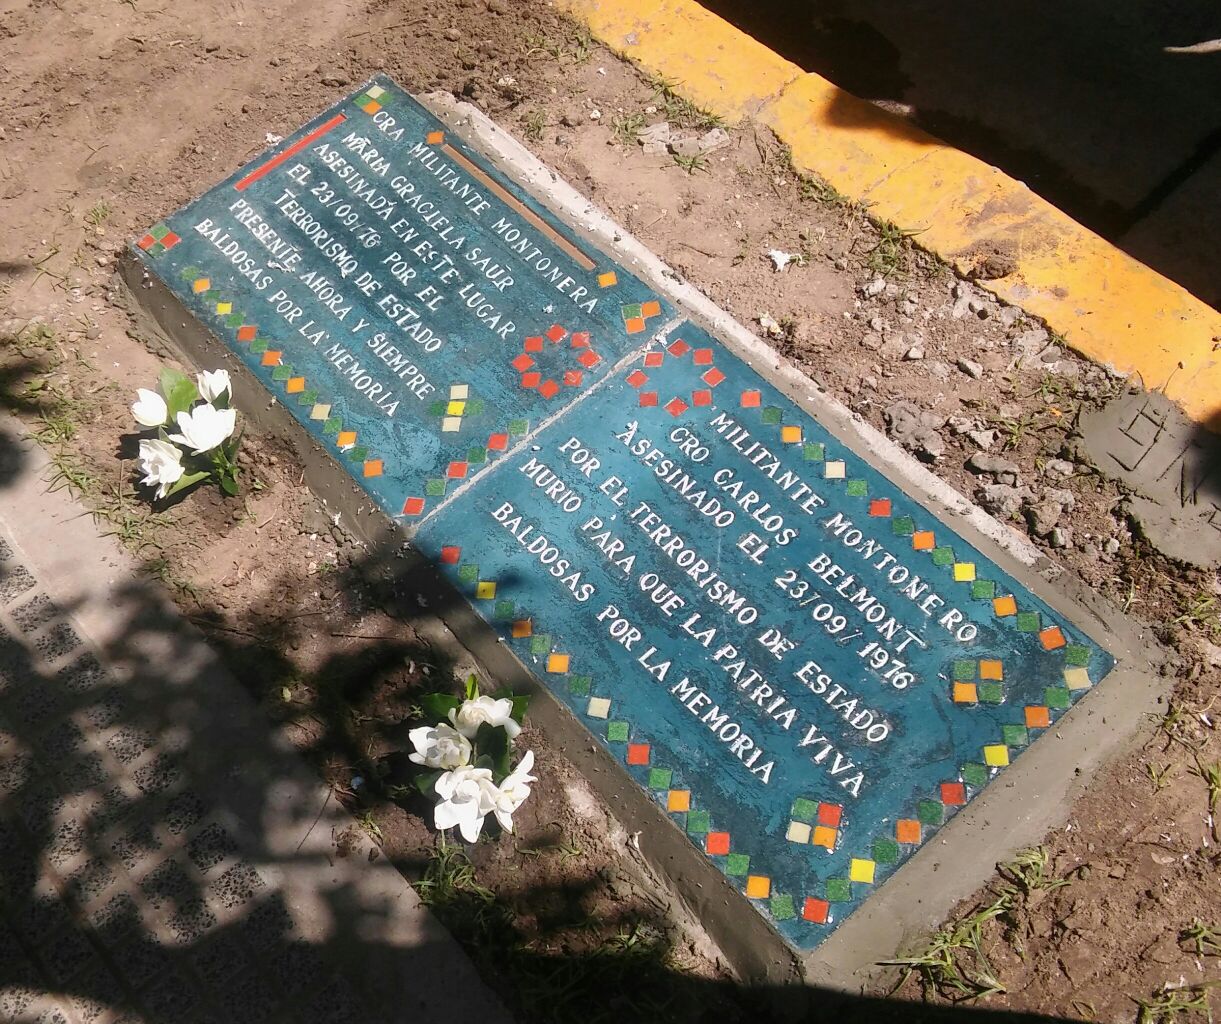 CRA MILITANTE MONTONERA
MARIA GRACIELA SAUR
ASESINADA EN ESTE LUGAR
EL 23/09/76 POR EL
TERRORISMO DE ESTADO
PRESENTE AHORA Y SIEMPRE
BALDOSAS POR LA MEMORIA
MILITANTE MONTONERO
CRO CARLOS BELMONT
ASESINADO EL 23/09/1976
POR EL TERRORISMO DE ESTADO
MURIO PARA QUE LA PATRIA VIVA
BALDOSAS POR LA MEMORIA